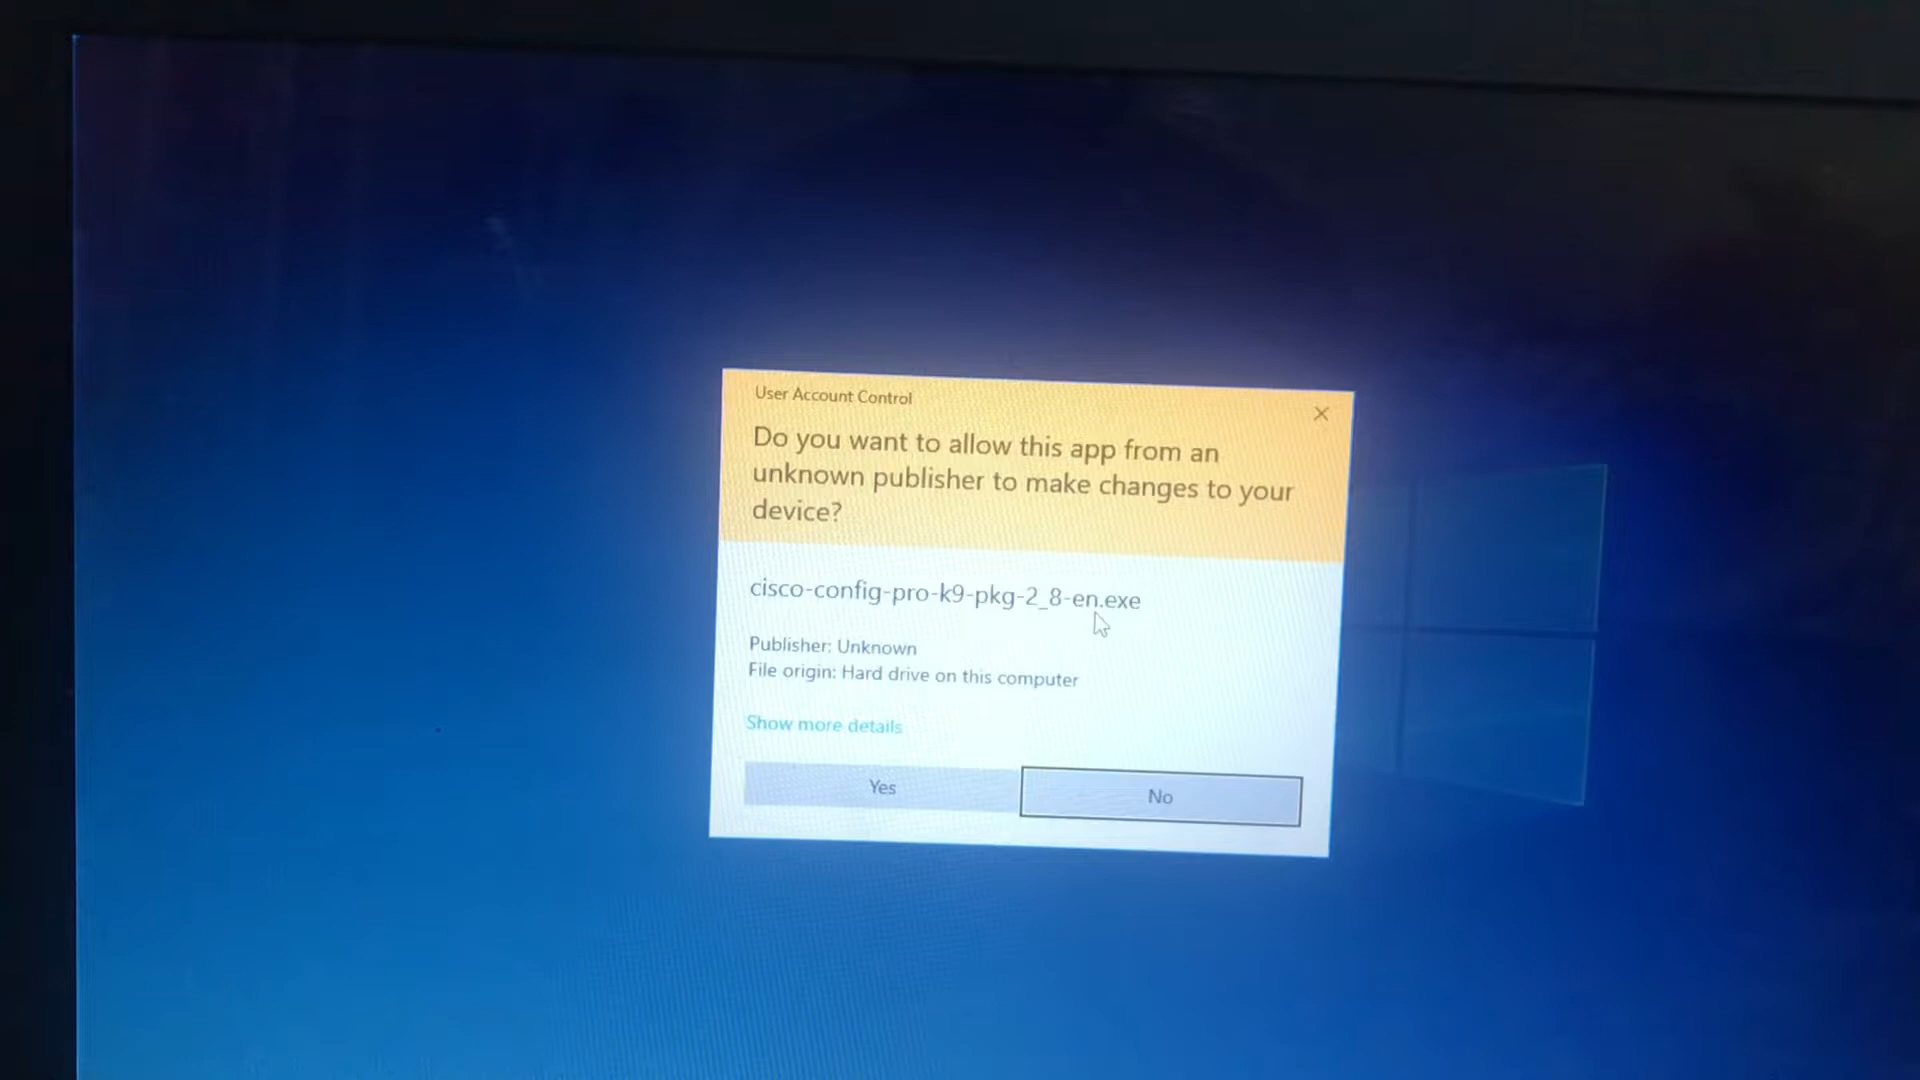 User Account Control
Do you want to allow this app from an
unknown publisher to make changes to your
device?
cisco-config-pro-k9-pkg-2_8-en.exe
Publisher: Unknown
File origin: Hard drive on this computer
Show more details
Yes
No